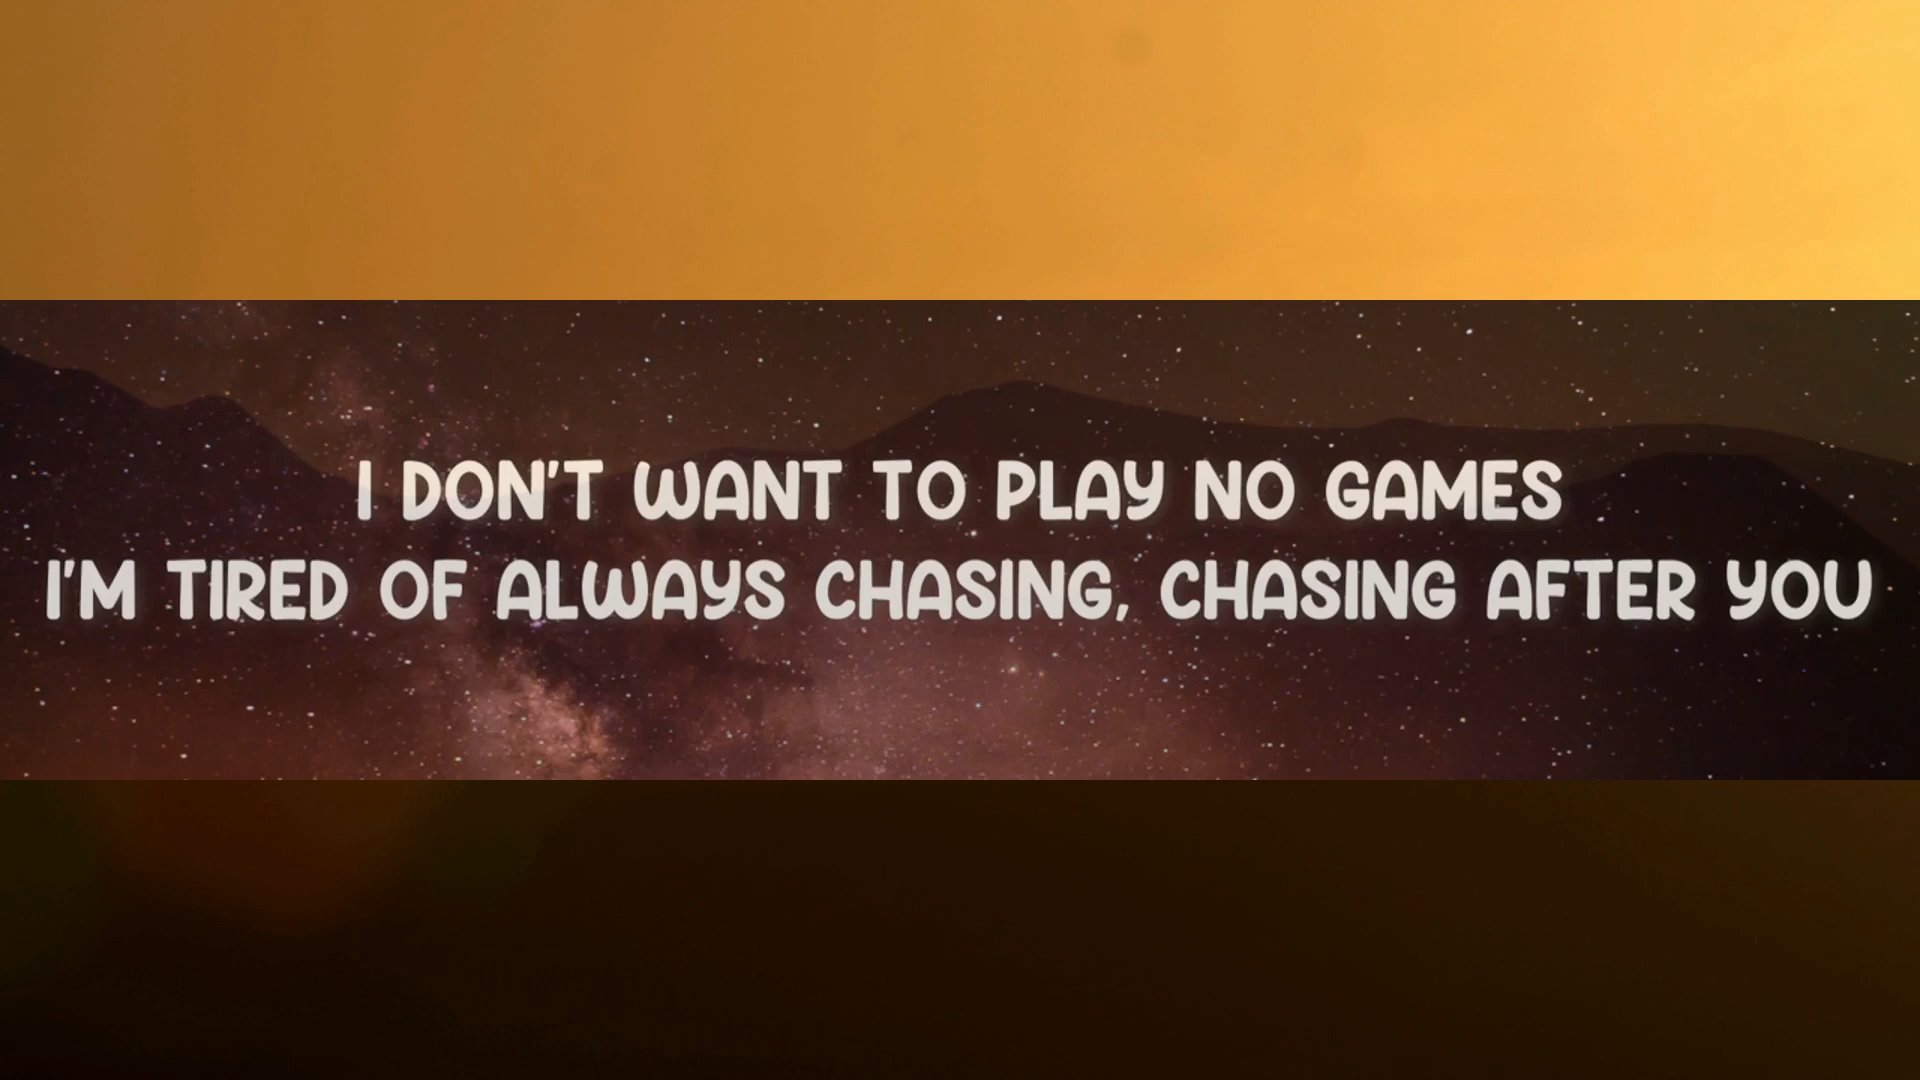 I DON'T WANT TO PLAY NO GAMES
I'M TIRED OF ALWAYS CHASING, CHASING AFTER YOU